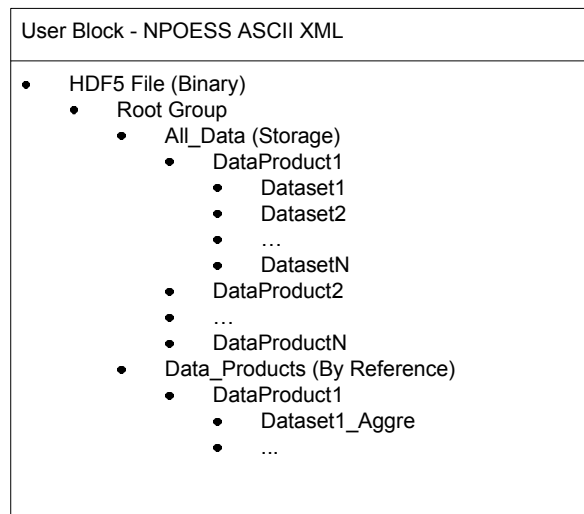 User Block - NPOESS ASCII XML
• HDF5 File (Binary)
• Root Group
• All_Data (Storage)
• DataProduct1
• Dataset1
• Dataset2
• …
• DatasetN
• DataProduct2
• …
• DataProductN
• Data_Products (By Reference)
• DataProduct1
• Dataset1_Aggre
• ...